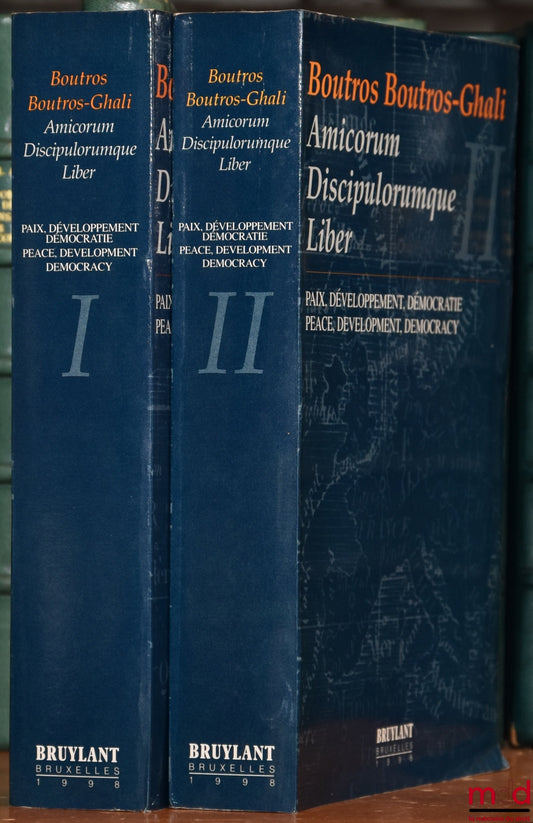 Boutros
Boutros-Ghali
Amicorum
Discipulorumque
Liber
PAIX, DÉVELOPPEMENT
DÉMOCRATIE
PEACE, DEVELOPMENT
DEMOCRACY
I
BRUYLANT
BRUXELLES
1998
Boutros
Boutros-Ghali
Amicorum
Discipulorumque
Liber
PAIX, DÉVELOPPEMENT
DÉMOCRATIE
PEACE, DEVELOPMENT
DEMOCRACY
II
BRUYLANT
BRUXELLES
1998
Boutros Boutros-Ghali
Amicorum
Discipulorumque
Liber
II
PAIX, DÉVELOPPEMENT, DÉMOCRATIE
PEACE, DEVELOPMENT, DEMOCRACY
BRUYLANT
BRUXELLES
1998